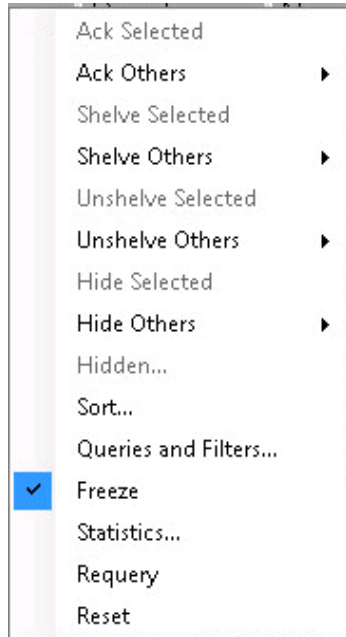 Ack Selected
Ack Others
Shelve Selected
Shelve Others
Unshelve Selected
Unshelve Others
Hide Selected
Hide Others
Hidden...
Sort...
Queries and Filters...
Freeze
Statistics...
Requery
Reset